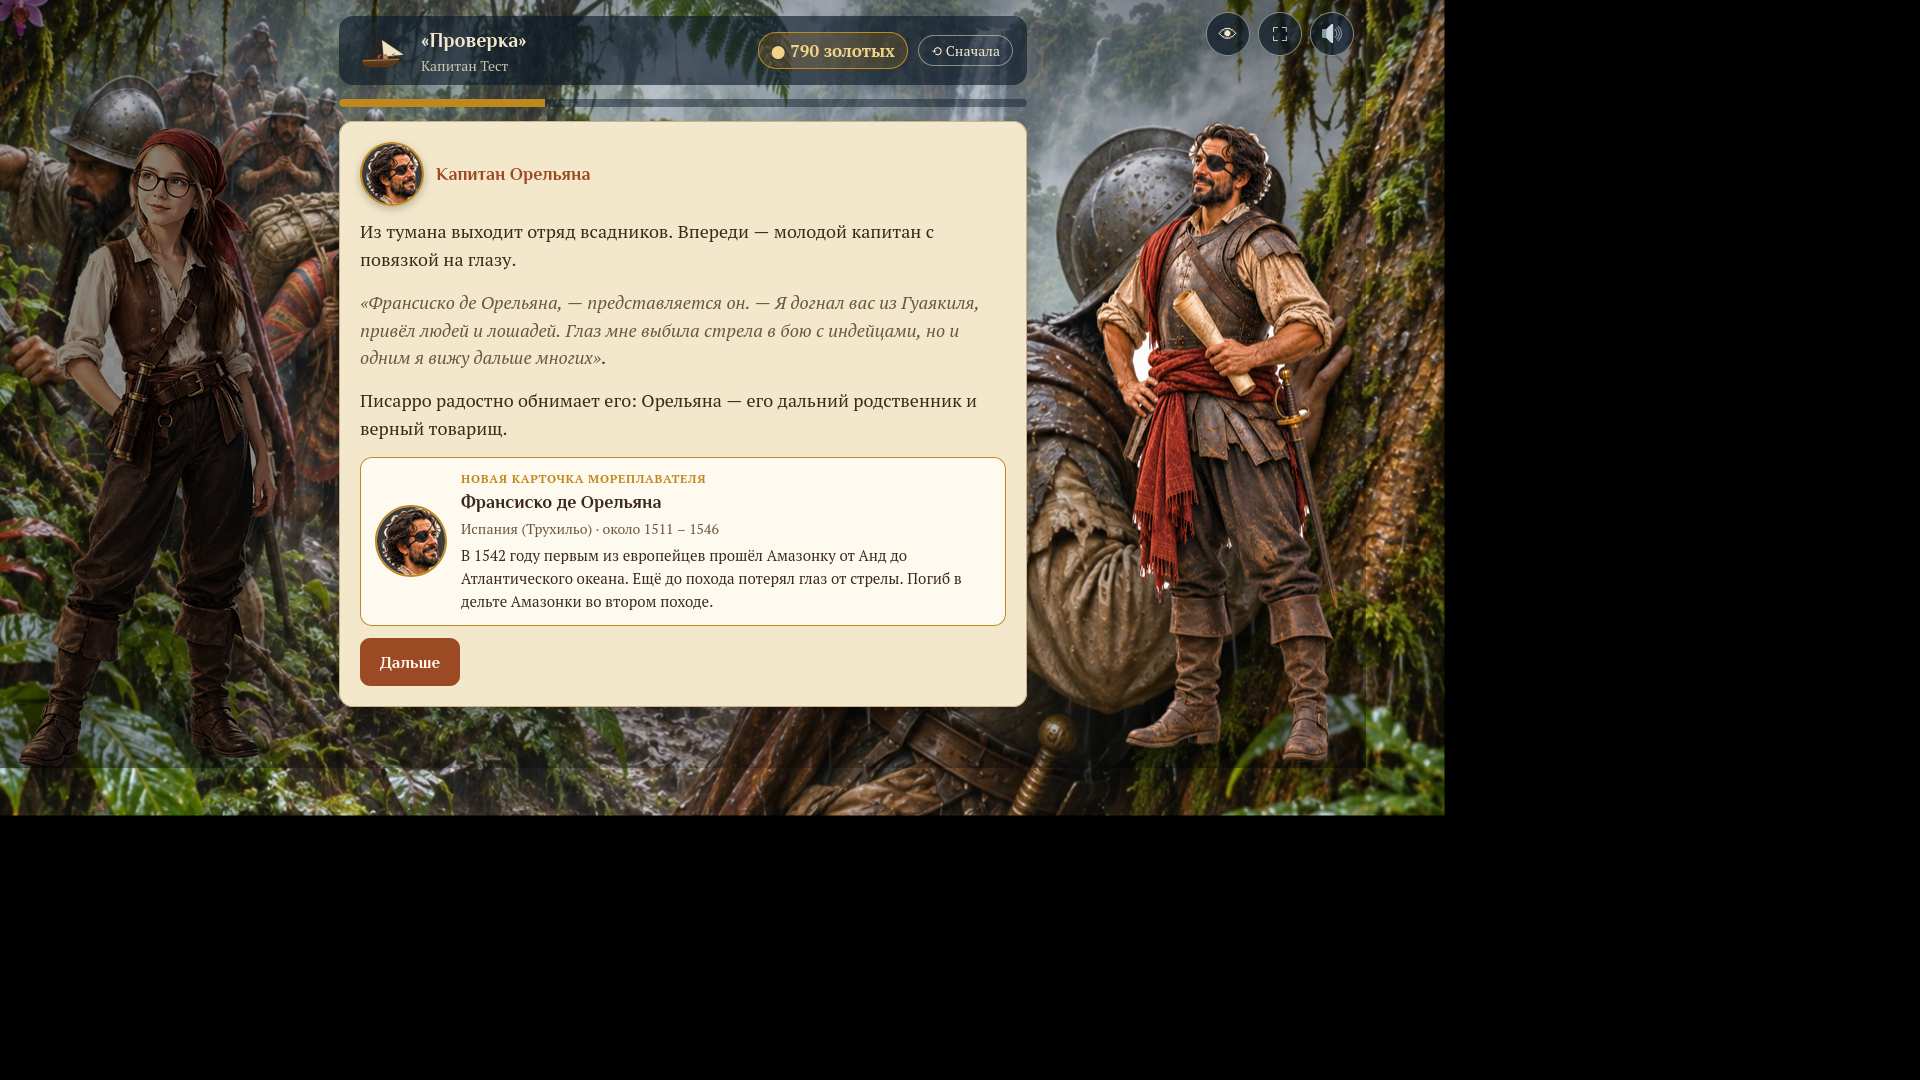 «Проверка»
Капитан Тест
790 золотых
⟲ Сначала
Капитан Орельяна
Из тумана выходит отряд всадников. Впереди — молодой капитан с
повязкой на глазу.
«Франсиско де Орельяна, — представляется он. — Я догнал вас из Гуаякиля,
привёл людей и лошадей. Глаз мне выбила стрела в бою с индейцами, но и
одним я вижу дальше многих».
Писарро радостно обнимает его: Орельяна — его дальний родственник и
верный товарищ.
НОВАЯ КАРТОЧКА МОРЕПЛАВАТЕЛЯ
Франсиско де Орельяна
Испания (Трухильо) · около 1511 – 1546
В 1542 году первым из европейцев прошёл Амазонку от Анд до
Атлантического океана. Ещё до похода потерял глаз от стрелы. Погиб в
дельте Амазонки во втором походе.
Дальше